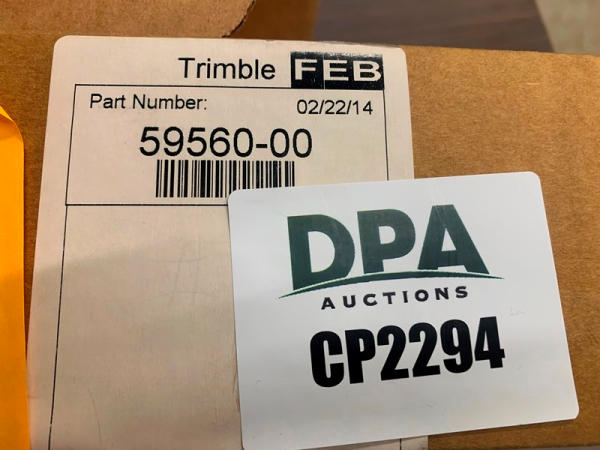 Trimble FEB
Part Number:
02/22/14
59560-00
DPA
AUCTIONS
CP2294